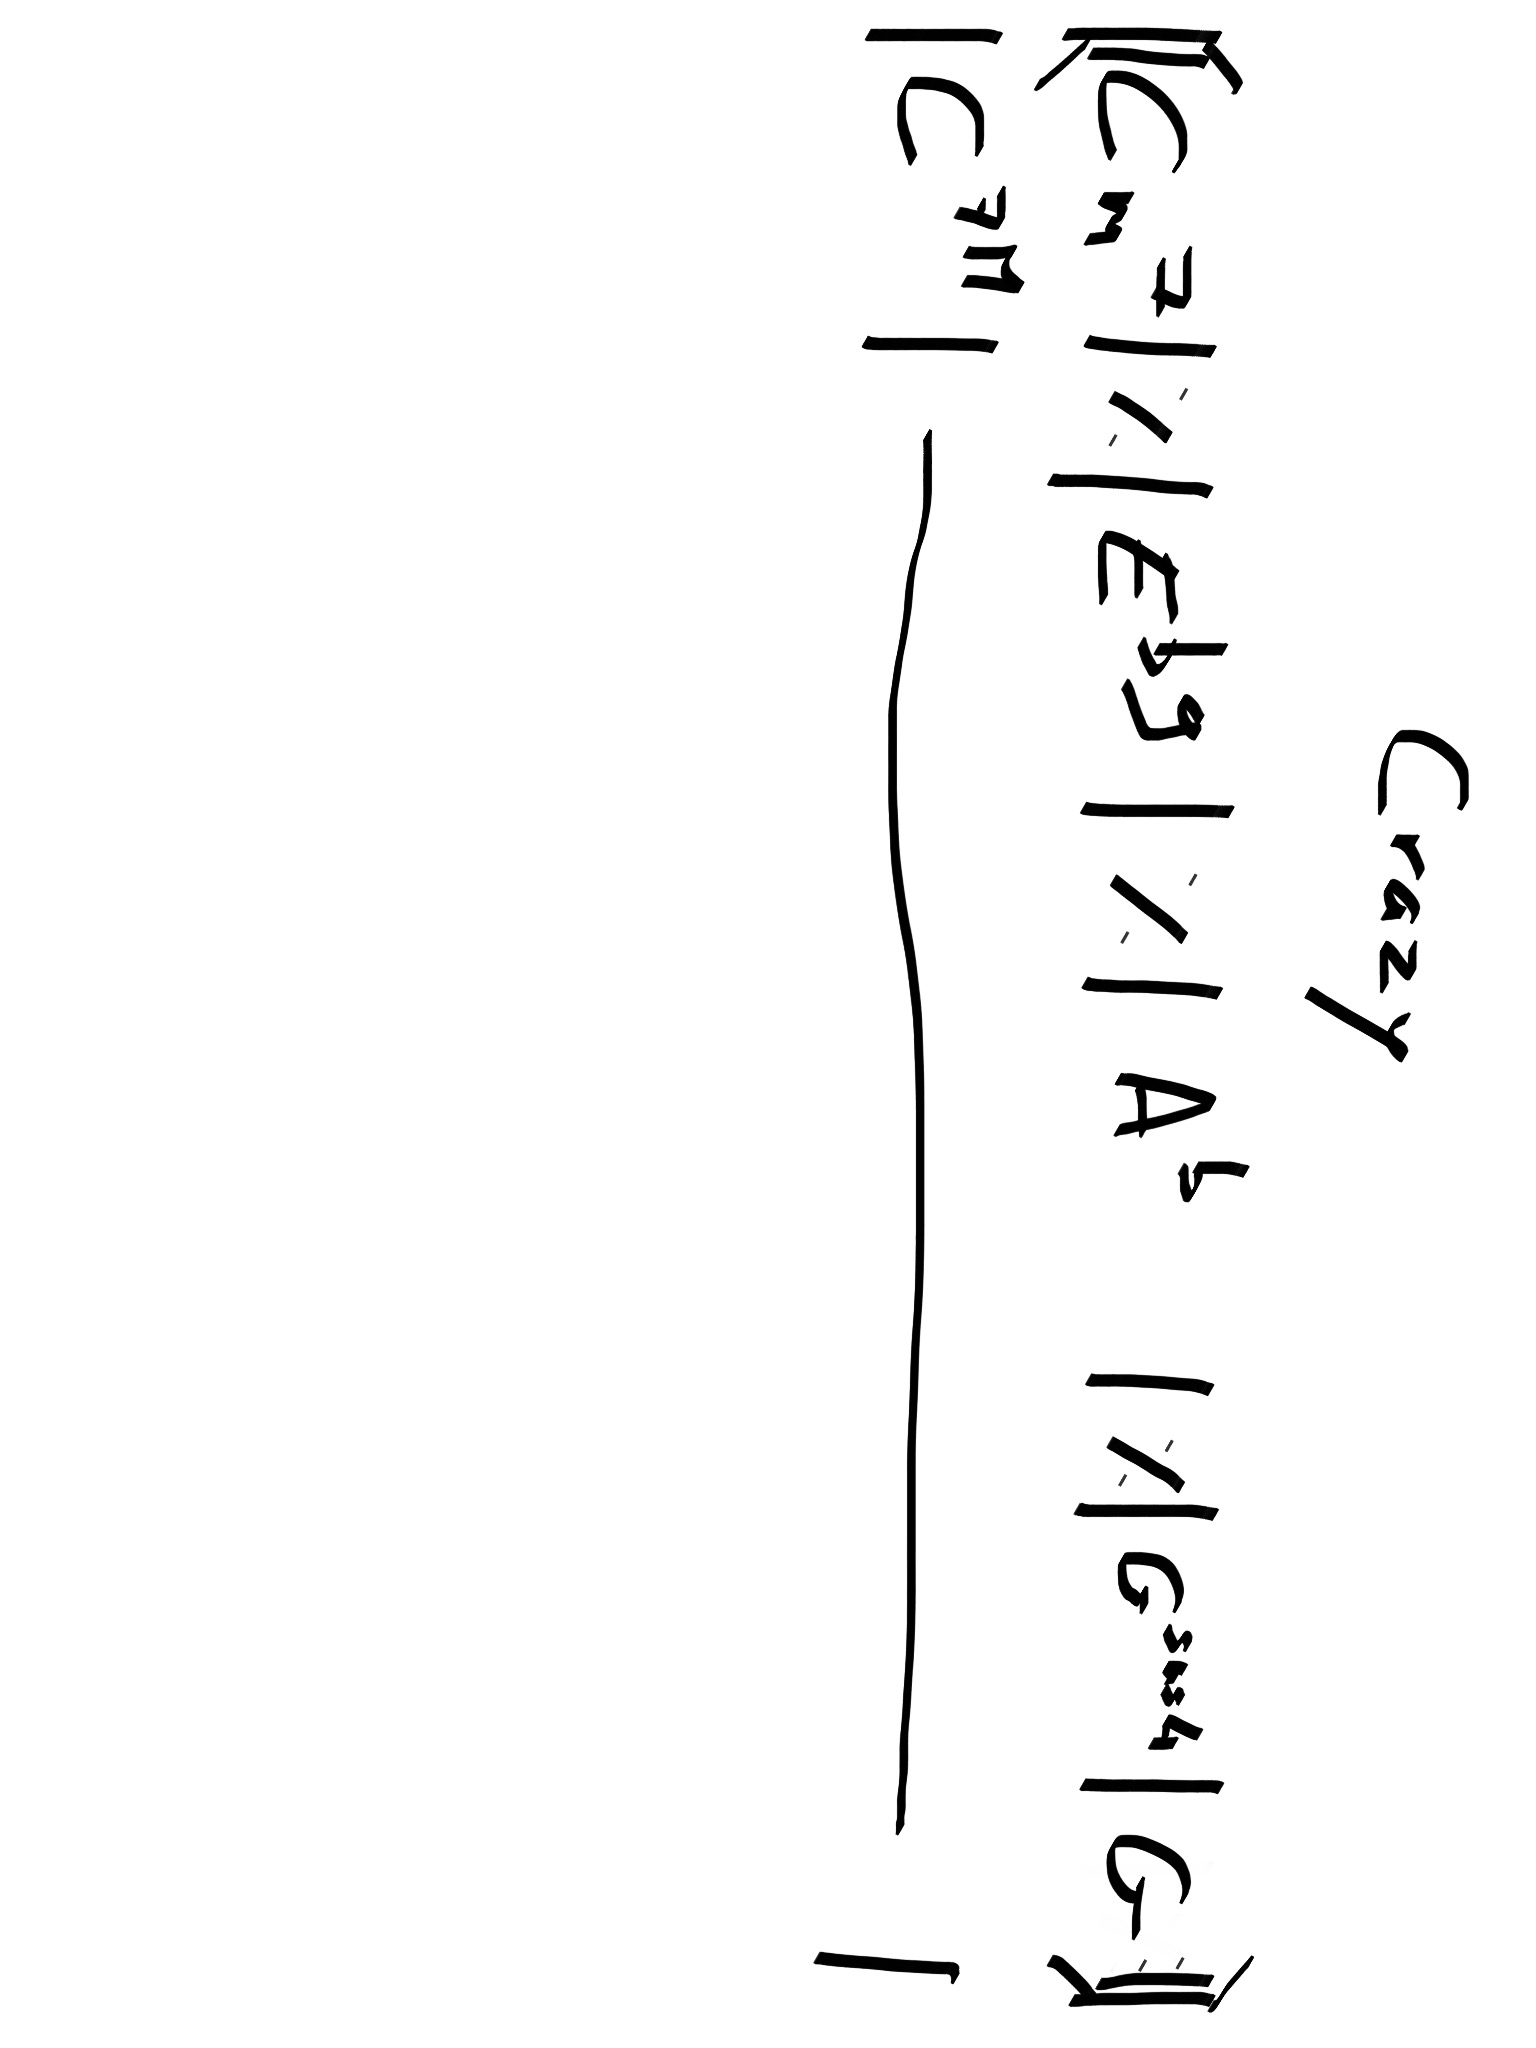 Crazy
‖: Cm7 | % | Eb9 | % | Ab | % | Gsus4 | G :‖
| C7M | — |